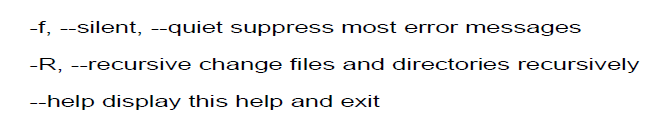 -f, --silent, --quiet suppress most error messages
-R, --recursive change files and directories recursively
--help display this help and exit